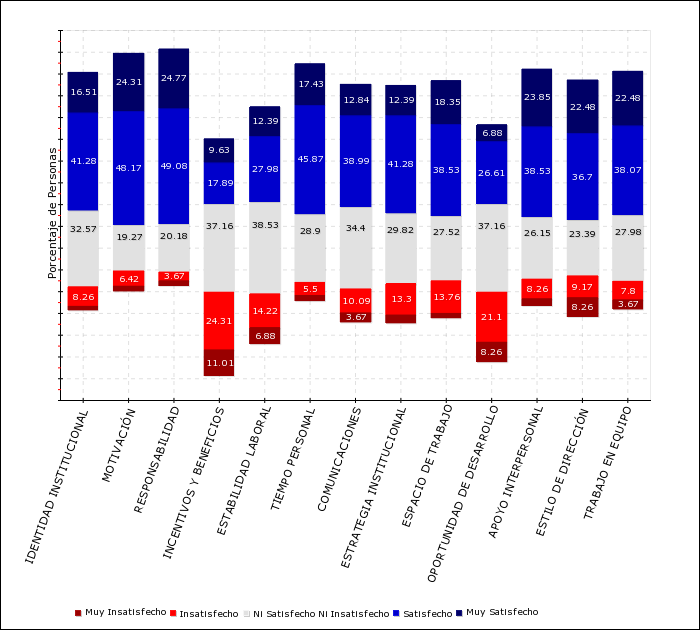 Porcentaje de Personas
16.51 24.31 24.77 9.63 12.39 17.43 12.84 12.39 18.35 6.88 23.85 22.48 22.48
41.28 48.17 49.08 17.89 27.98 45.87 38.99 41.28 38.53 26.61 38.53 36.7 38.07
32.57 19.27 20.18 37.16 38.53 28.9 34.4 29.82 27.52 37.16 26.15 23.39 27.98
8.26 6.42 3.67 24.31 14.22 5.5 10.09 13.3 13.76 21.1 8.26 9.17 7.8
11.01 6.88 3.67 8.26 8.26 3.67
IDENTIDAD INSTITUCIONAL
MOTIVACIÓN
RESPONSABILIDAD
INCENTIVOS Y BENEFICIOS
ESTABILIDAD LABORAL
TIEMPO PERSONAL
COMUNICACIONES
ESTRATEGIA INSTITUCIONAL
ESPACIO DE TRABAJO
OPORTUNIDAD DE DESARROLLO
APOYO INTERPERSONAL
ESTILO DE DIRECCIÓN
TRABAJO EN EQUIPO
Muy Insatisfecho Insatisfecho Ni Satisfecho Ni Insatisfecho Satisfecho Muy Satisfecho